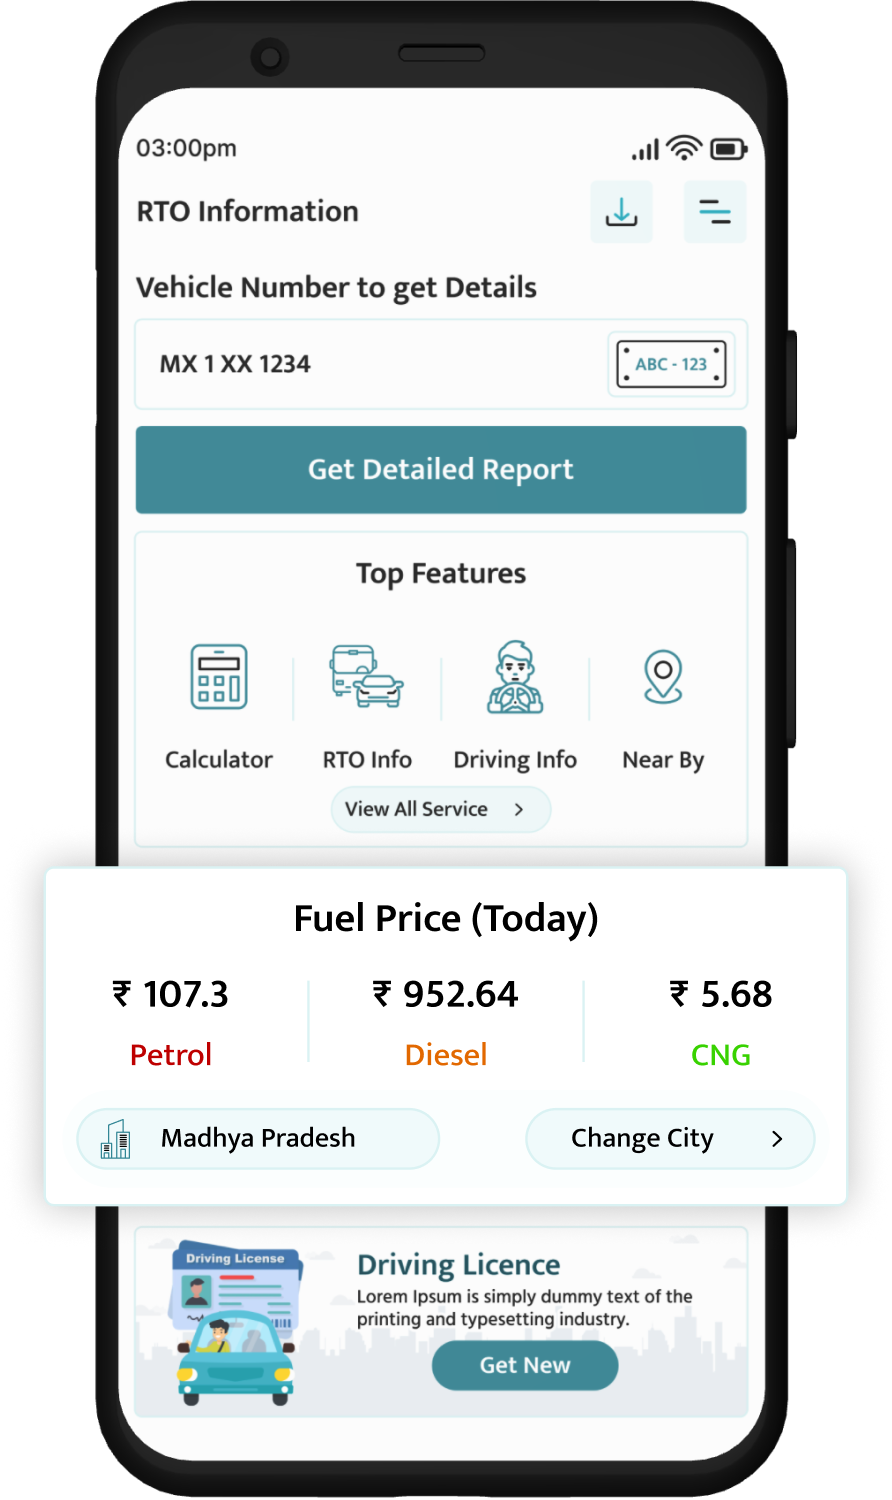 03:00pm
RTO Information
Vehicle Number to get Details
MX 1 XX 1234
ABC - 123
Get Detailed Report
Top Features
Calculator
RTO Info
Driving Info
Near By
View All Service
Fuel Price (Today)
₹ 107.3
₹ 952.64
₹ 5.68
Petrol
Diesel
CNG
Madhya Pradesh
Change City
Driving License
Driving Licence
Lorem Ipsum is simply dummy text of the
printing and typesetting industry.
Get New